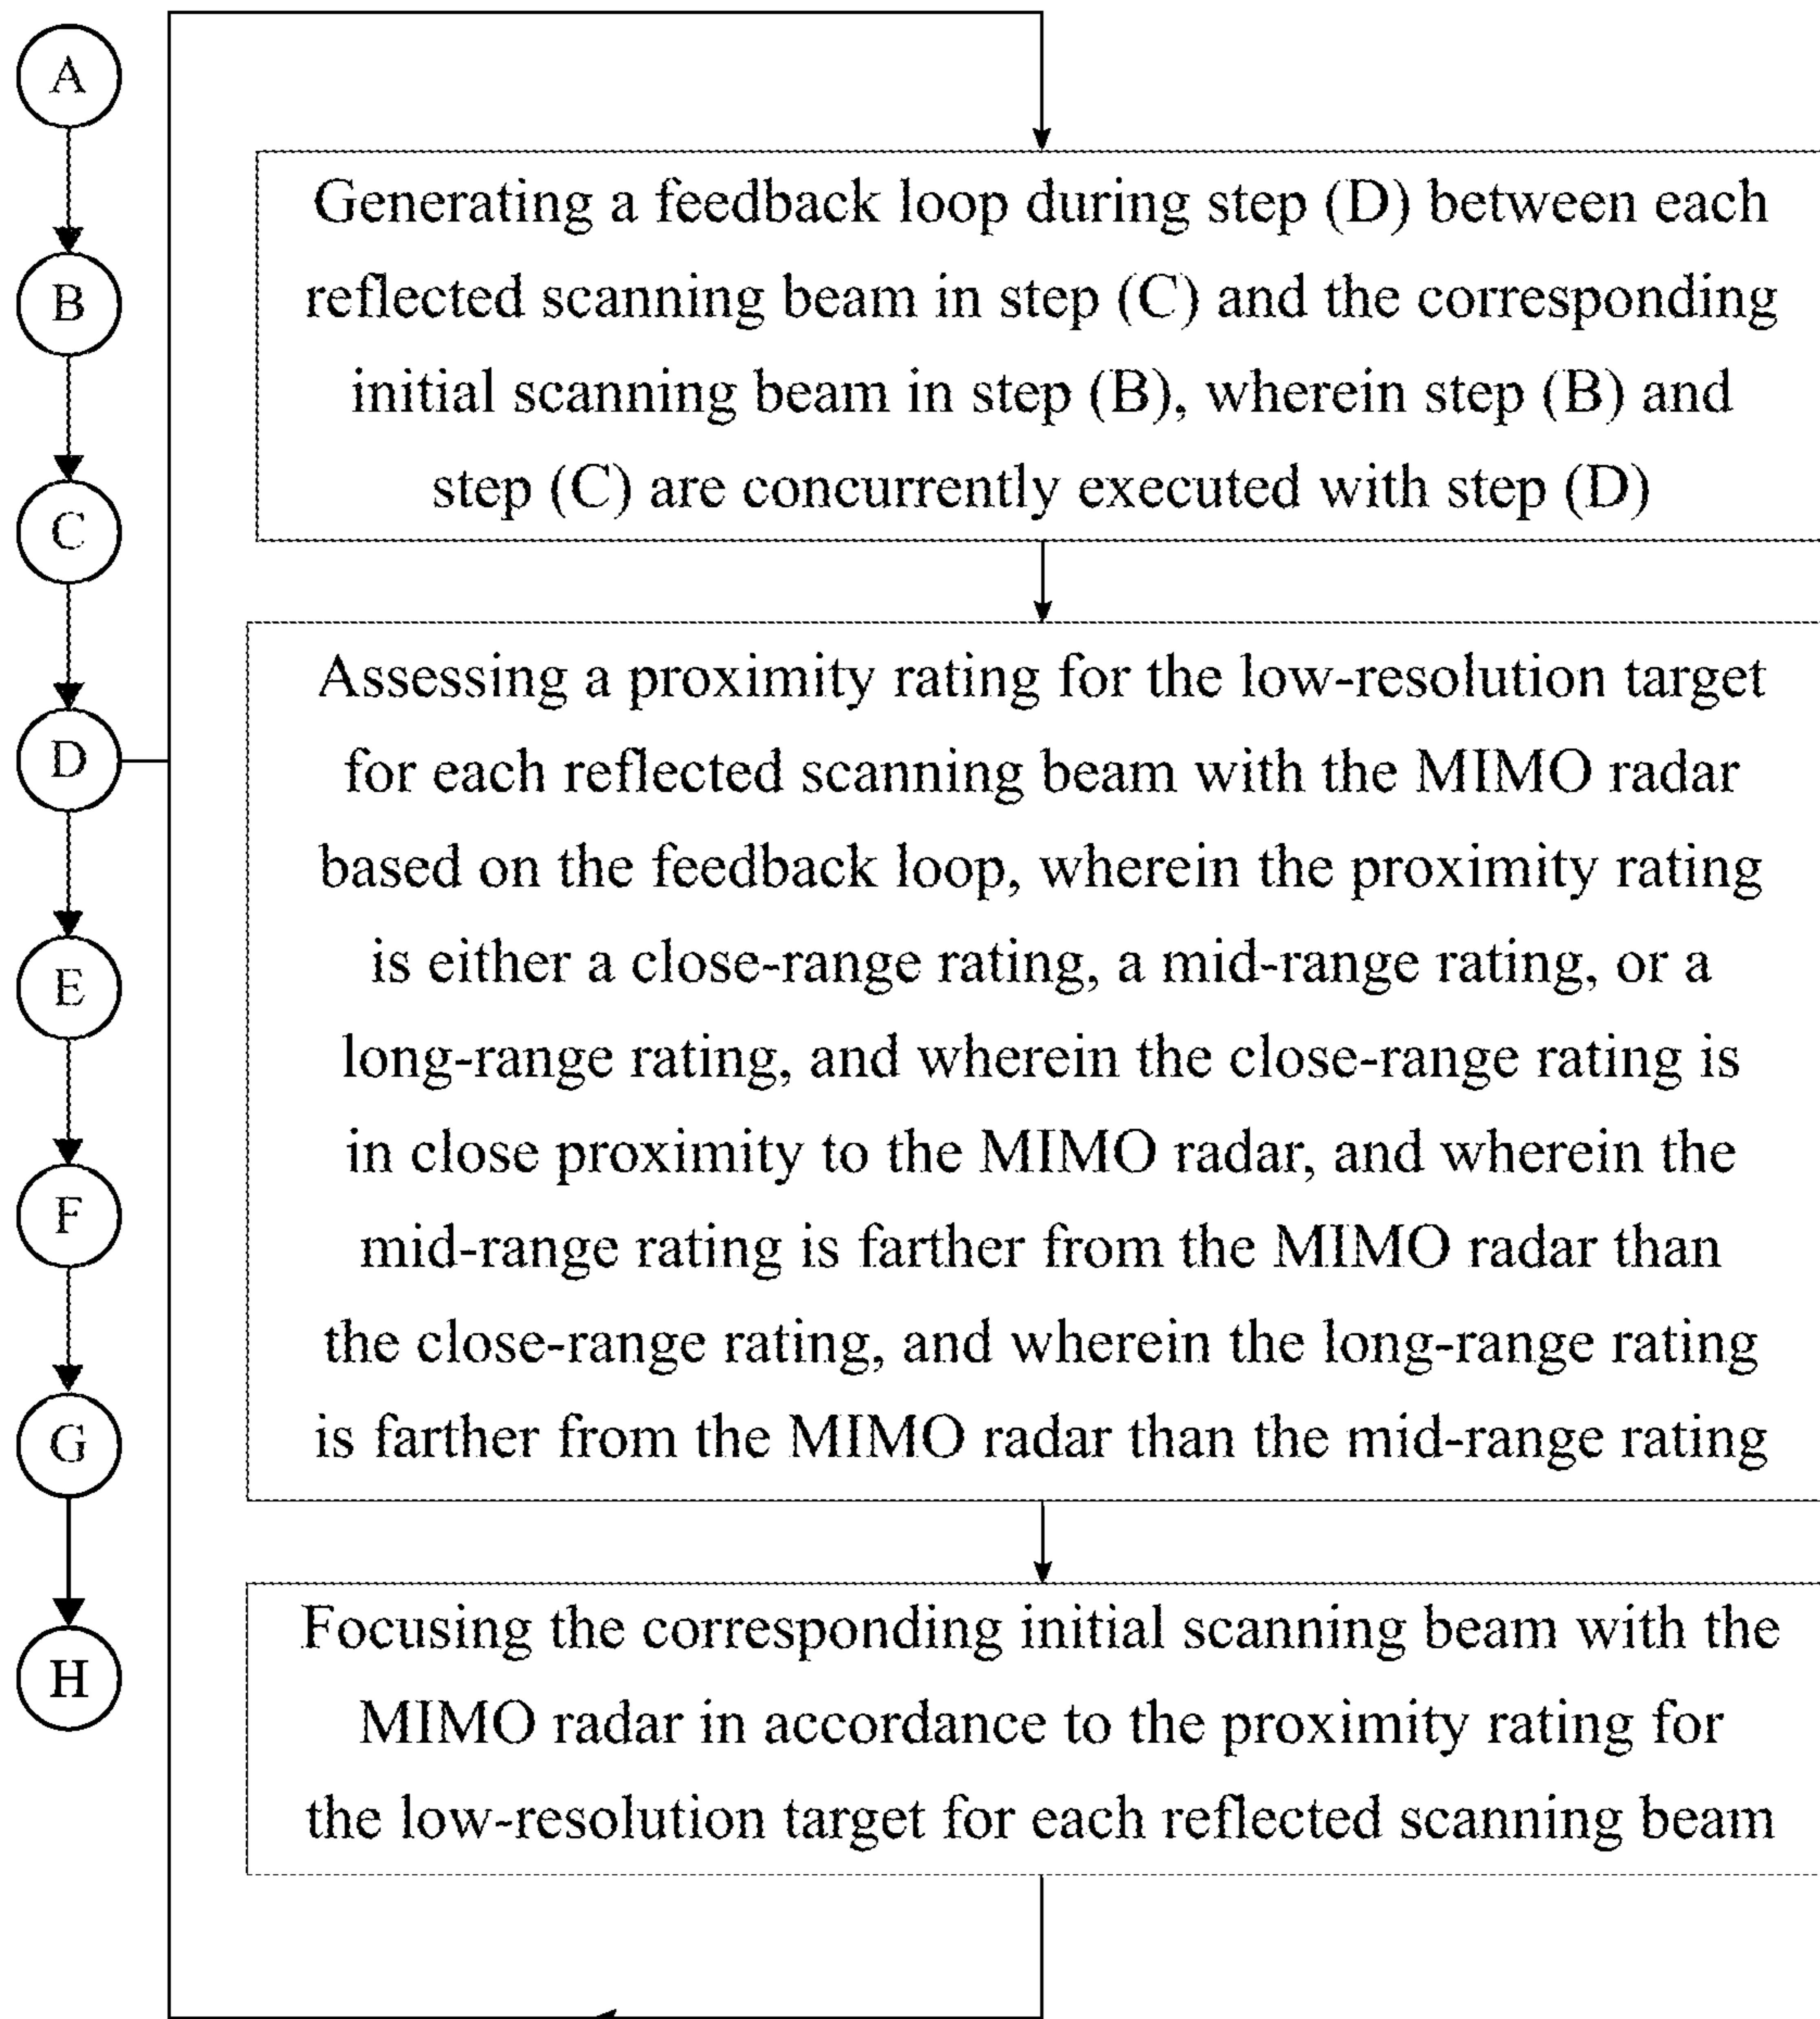 A
B
C
D
E
F
G
H
Generating a feedback loop during step (D) between each
reflected scanning beam in step (C) and the corresponding
initial scanning beam in step (B), wherein step (B) and
step (C) are concurrently executed with step (D)
Assessing a proximity rating for the low-resolution target
for each reflected scanning beam with the MIMO radar
based on the feedback loop, wherein the proximity rating
is either a close-range rating, a mid-range rating, or a
long-range rating, and wherein the close-range rating is
in close proximity to the MIMO radar, and wherein the
mid-range rating is farther from the MIMO radar than
the close-range rating, and wherein the long-range rating
is farther from the MIMO radar than the mid-range rating
Focusing the corresponding initial scanning beam with the
MIMO radar in accordance to the proximity rating for
the low-resolution target for each reflected scanning beam